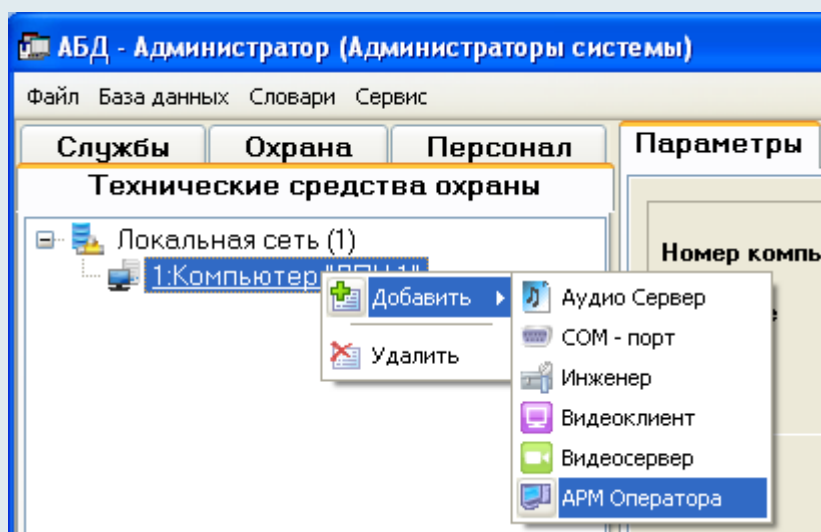 АБД - Администратор (Администраторы системы)
Файл База данных Словари Сервис
Службы Охрана Персонал Параметры
Технические средства охраны
Локальная сеть (1)
Номер
1:Компьютер
Добавить
Удалить
Аудио Сервер
COM - порт
Инженер
Видеоклиент
Видеосервер
АРМ Оператора